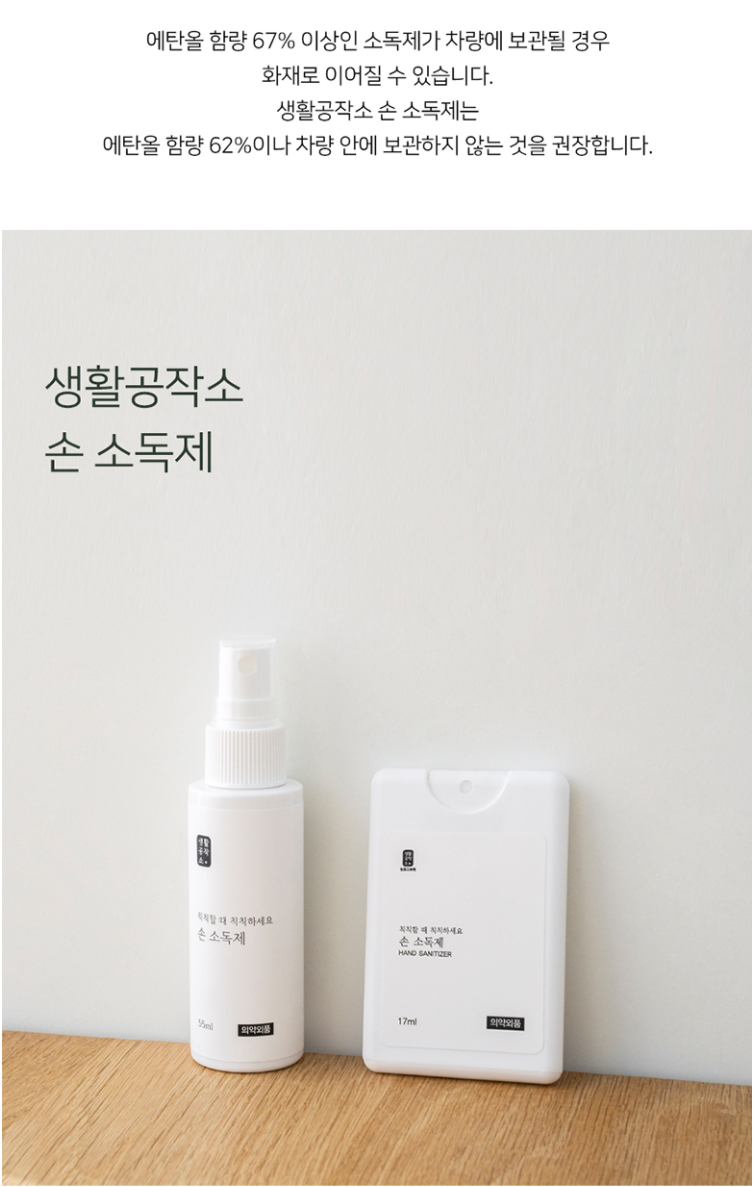 에탄올 함량 67% 이상인 소독제가 차량에 보관될 경우
화재로 이어질 수 있습니다.
생활공작소 손 소독제는
에탄올 함량 62%이나 차량 안에 보관하지 않는 것을 권장합니다.
생활공작소
손 소독제
생활
공작
소
칙칙할 때 칙칙하세요
손 소독제
55ml
의약외품
생활
공작
소
칙칙할 때 칙칙하세요
손 소독제
HAND SANITIZER
17ml
의약외품